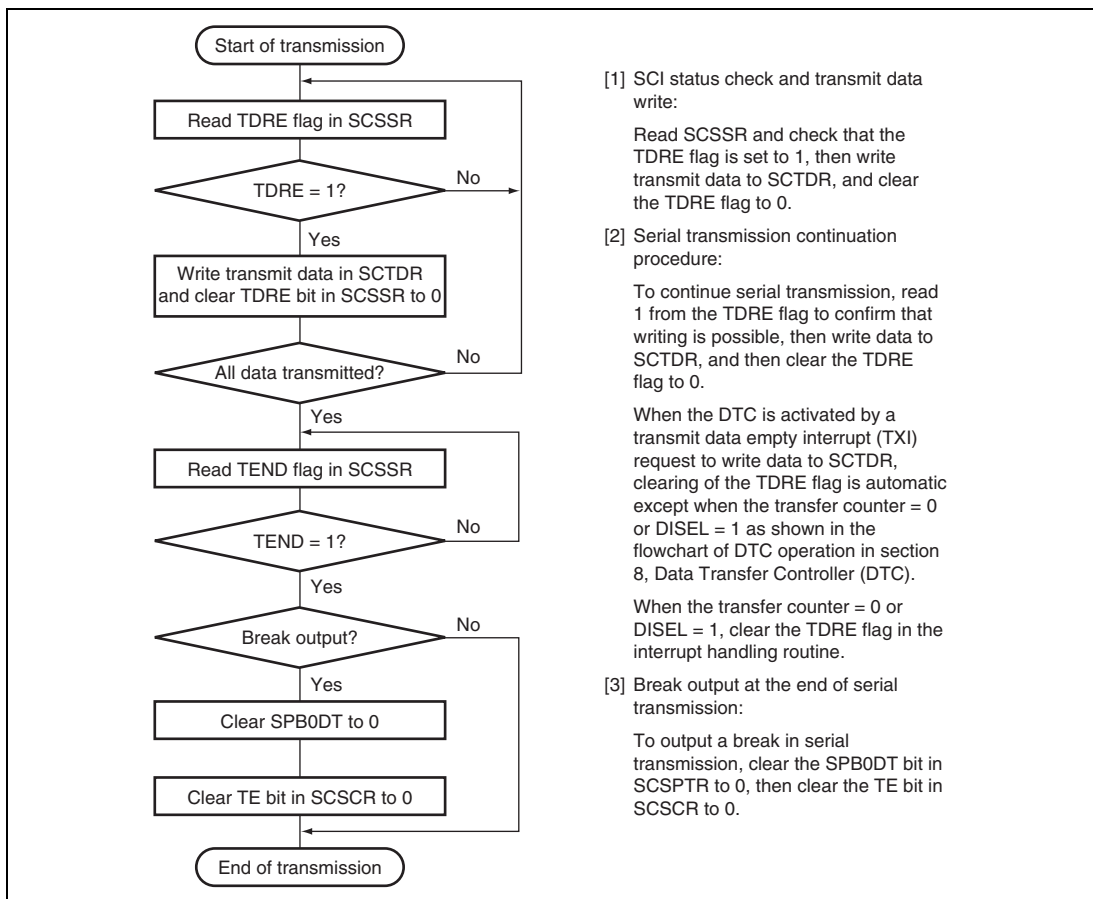 Start of transmission
Read TDRE flag in SCSSR
TDRE = 1?
No
Yes
Write transmit data in SCTDR
and clear TDRE bit in SCSSR to 0
All data transmitted?
No
Yes
Read TEND flag in SCSSR
TEND = 1?
No
Yes
Break output?
No
Yes
Clear SPB0DT to 0
Clear TE bit in SCSCR to 0
End of transmission
[1] SCI status check and transmit data
write:
Read SCSSR and check that the
TDRE flag is set to 1, then write
transmit data to SCTDR, and clear
the TDRE flag to 0.
[2] Serial transmission continuation
procedure:
To continue serial transmission, read
1 from the TDRE flag to confirm that
writing is possible, then write data to
SCTDR, and then clear the TDRE
flag to 0.
When the DTC is activated by a
transmit data empty interrupt (TXI)
request to write data to SCTDR,
clearing of the TDRE flag is automatic
except when the transfer counter = 0
or DISEL = 1 as shown in the
flowchart of DTC operation in section
8, Data Transfer Controller (DTC).
When the transfer counter = 0 or
DISEL = 1, clear the TDRE flag in the
interrupt handling routine.
[3] Break output at the end of serial
transmission:
To output a break in serial
transmission, clear the SPB0DT bit in
SCSPTR to 0, then clear the TE bit in
SCSCR to 0.